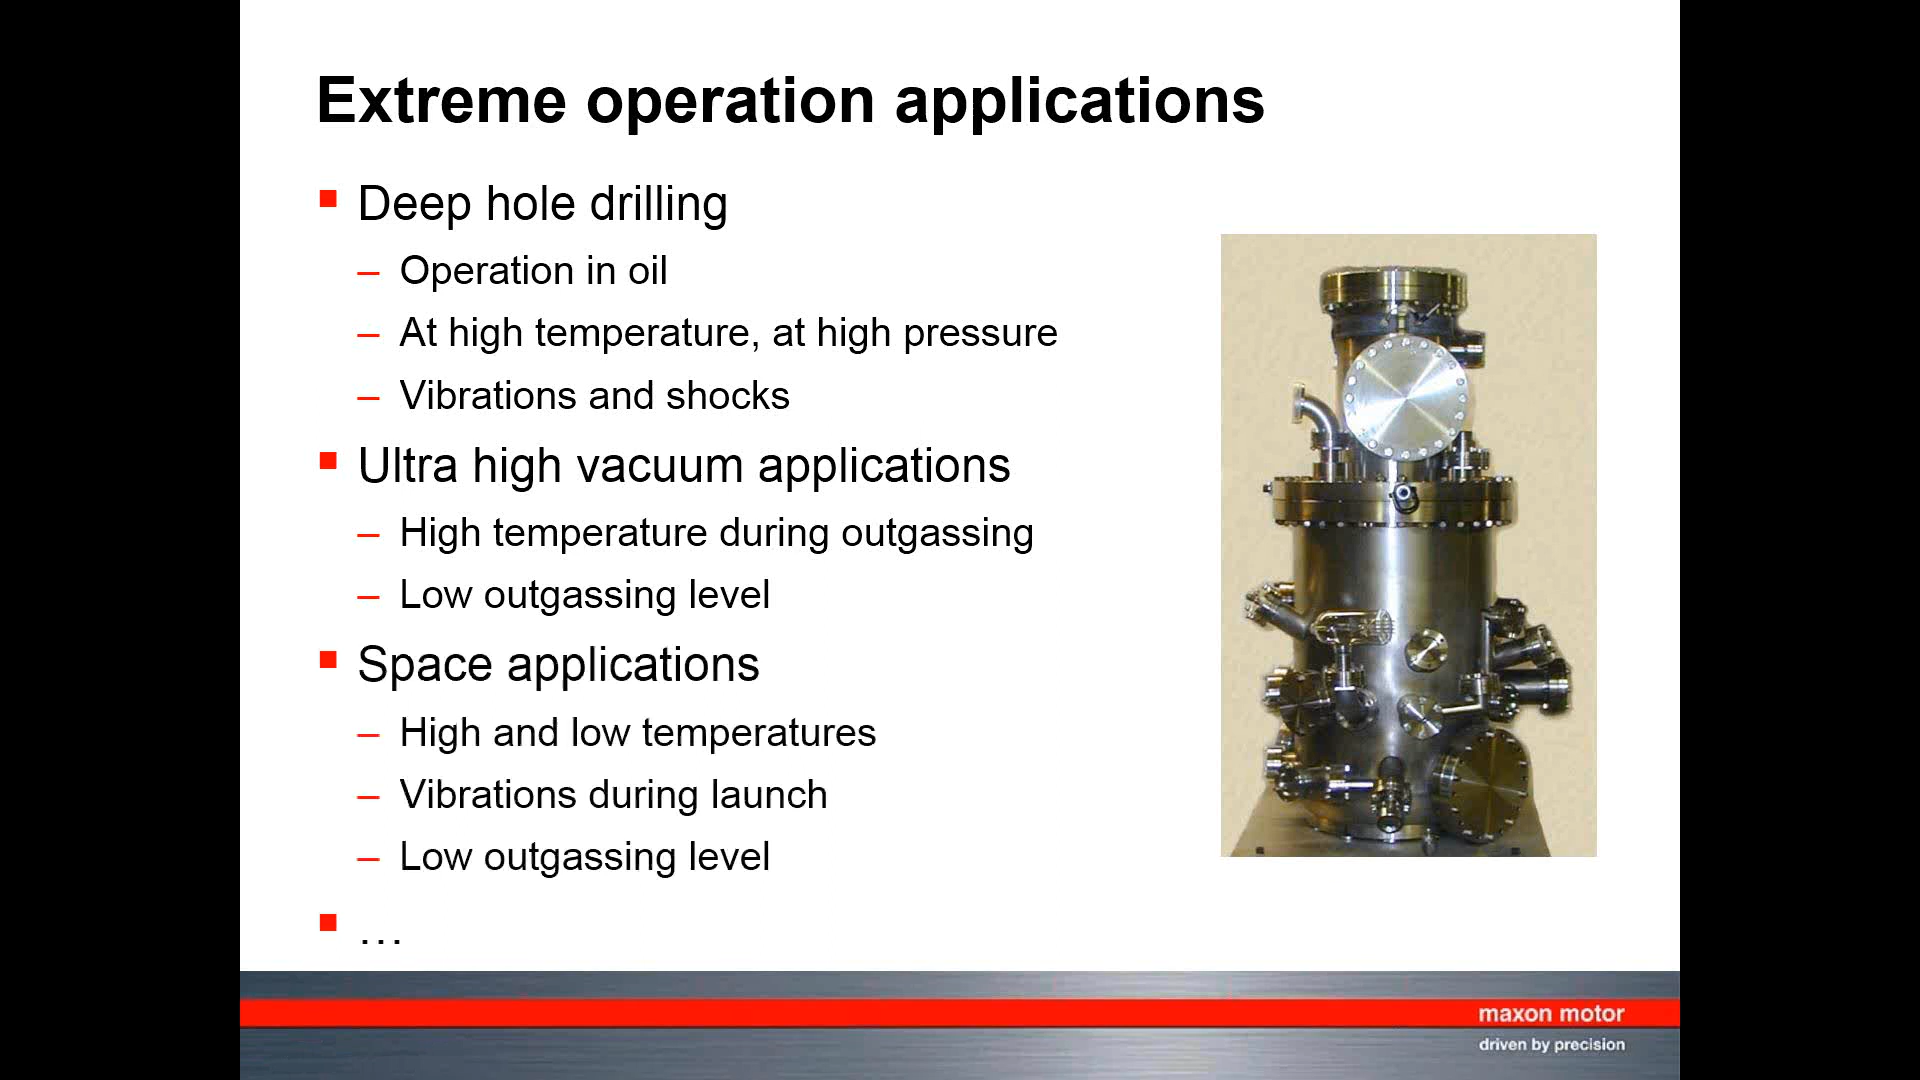 Extreme operation applications
Deep hole drilling
– Operation in oil
– At high temperature, at high pressure
– Vibrations and shocks
Ultra high vacuum applications
– High temperature during outgassing
– Low outgassing level
Space applications
– High and low temperatures
– Vibrations during launch
– Low outgassing level
…
maxon motor
driven by precision